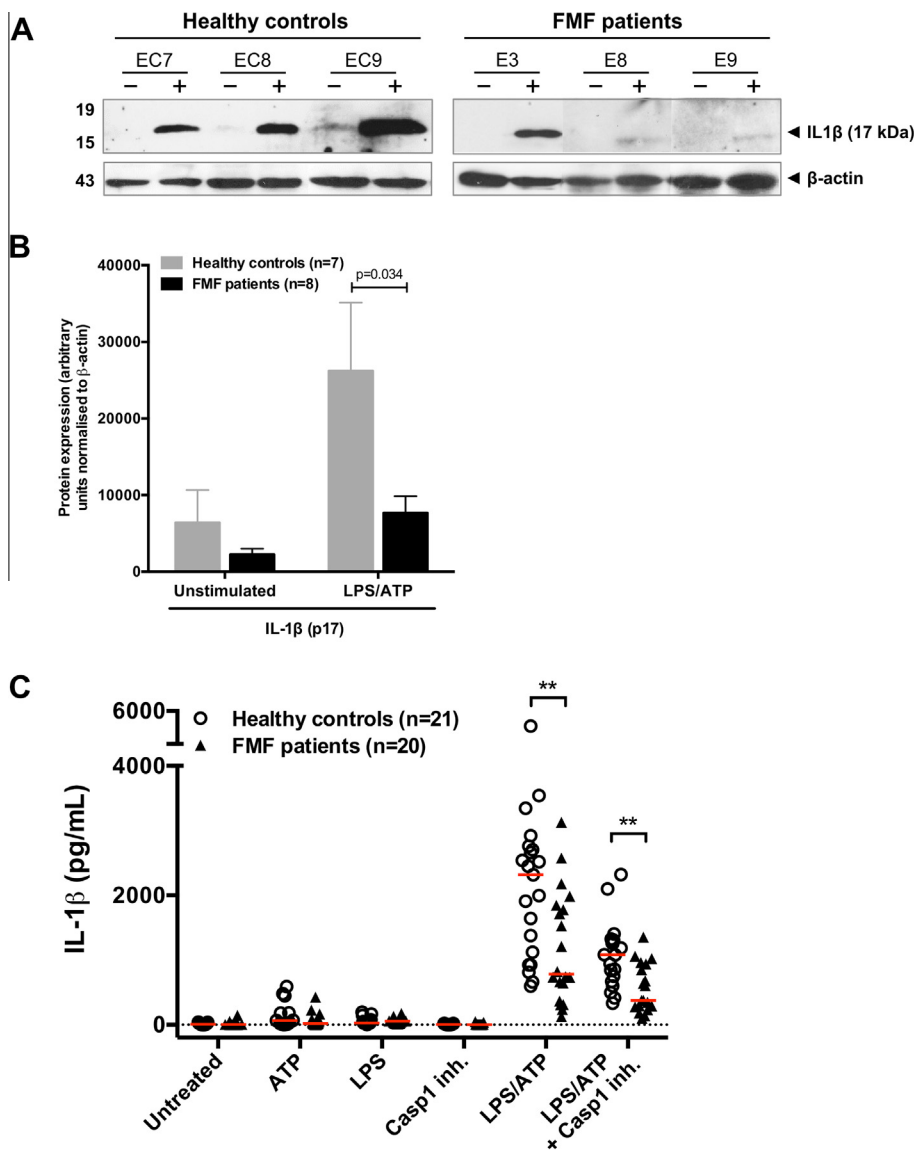 A
Healthy controls
FMF patients
EC7 EC8 EC9 E3 E8 E9
– + – + – + – + – + – +
19
15
IL1β (17 kDa)
43
β-actin
B
Healthy controls (n=7)
FMF patients (n=8)
p=0.034
Protein expression (arbitrary
units normalised to β-actin)
40000
30000
20000
10000
0
Unstimulated LPS/ATP
IL-1β (p17)
C
Healthy controls (n=21)
FMF patients (n=20)
IL-1β (pg/mL)
6000
4000
2000
0
**
**
Untreated
ATP
LPS
Casp1 inh.
LPS/ATP
LPS/ATP
+ Casp1 inh.